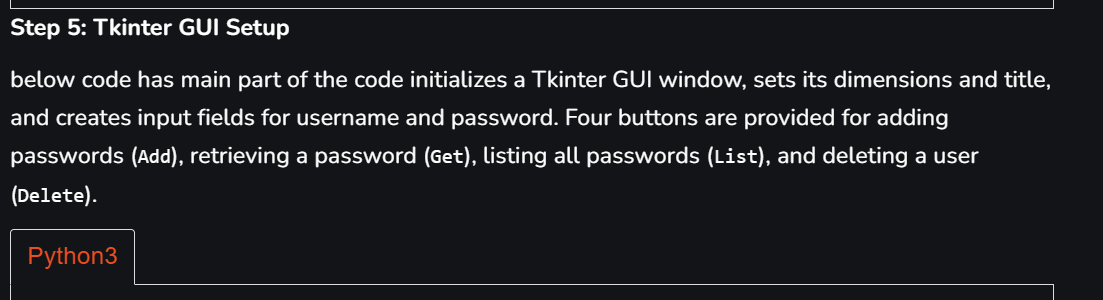 Step 5: Tkinter GUI Setup
below code has main part of the code initializes a Tkinter GUI window, sets its dimensions and title,
and creates input fields for username and password. Four buttons are provided for adding
passwords (Add), retrieving a password (Get), listing all passwords (List), and deleting a user
(Delete).
Python3